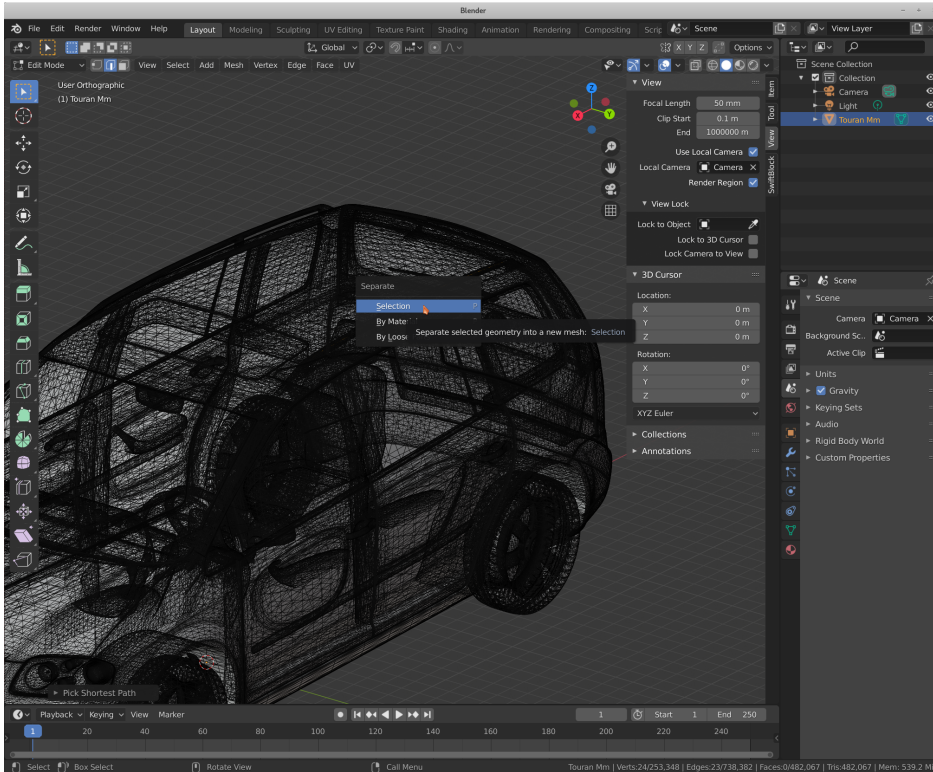 Blender
File Edit Render Window Help Layout Modeling Sculpting UV Editing Texture Paint Shading Animation Rendering Compositing Scrip Scene View Layer
Global X Y Z Options
Edit Mode View Select Add Mesh Vertex Edge Face UV
User Orthographic
(1) Touran Mm
X
Y
Z
View
Focal Length 50 mm
Clip Start 0.1 m
End 1000000 m
Use Local Camera
Local Camera Camera
Render Region
View Lock
Lock to Object
Lock to 3D Cursor
Lock Camera to View
3D Cursor
Location:
X 0 m
Y 0 m
Z 0 m
Rotation:
X 0°
Y 0°
Z 0°
XYZ Euler
Collections
Annotations
Item
Tool
View
SwiftBlock
Scene Collection
Collection
Camera
Light
Touran Mm
Scene
Scene
Camera Camera
Background Sc..
Active Clip
Units
Gravity
Keying Sets
Audio
Rigid Body World
Custom Properties
Separate
Selection P
By Mate
By Loose
Separate selected geometry into a new mesh: Selection
Pick Shortest Path
Playback Keying View Marker 1 Start 1 End 250
1 20 40 60 80 100 120 140 160 180 200 220 240
Select Box Select Rotate View Call Menu Touran Mm | Verts:24/253,348 | Edges:23/738,382 | Faces:0/482,067 | Tris:482,067 | Mem: 539.2 M